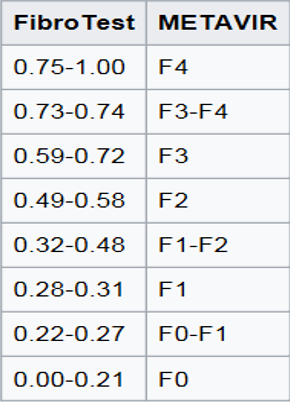 FibroTest METAVIR
0.75-1.00 F4
0.73-0.74 F3-F4
0.59-0.72 F3
0.49-0.58 F2
0.32-0.48 F1-F2
0.28-0.31 F1
0.22-0.27 F0-F1
0.00-0.21 F0